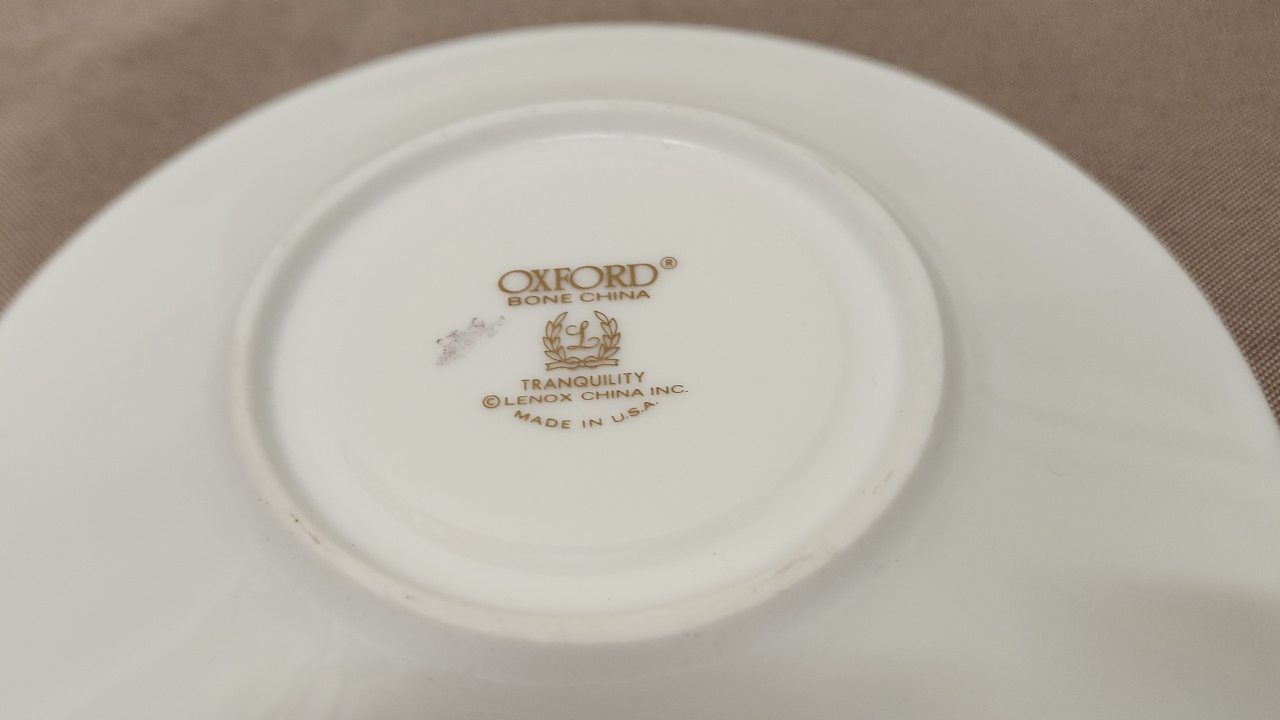 OXFORD®
BONE CHINA
L
TRANQUILITY
©LENOX CHINA INC.
MADE IN U.S.A.